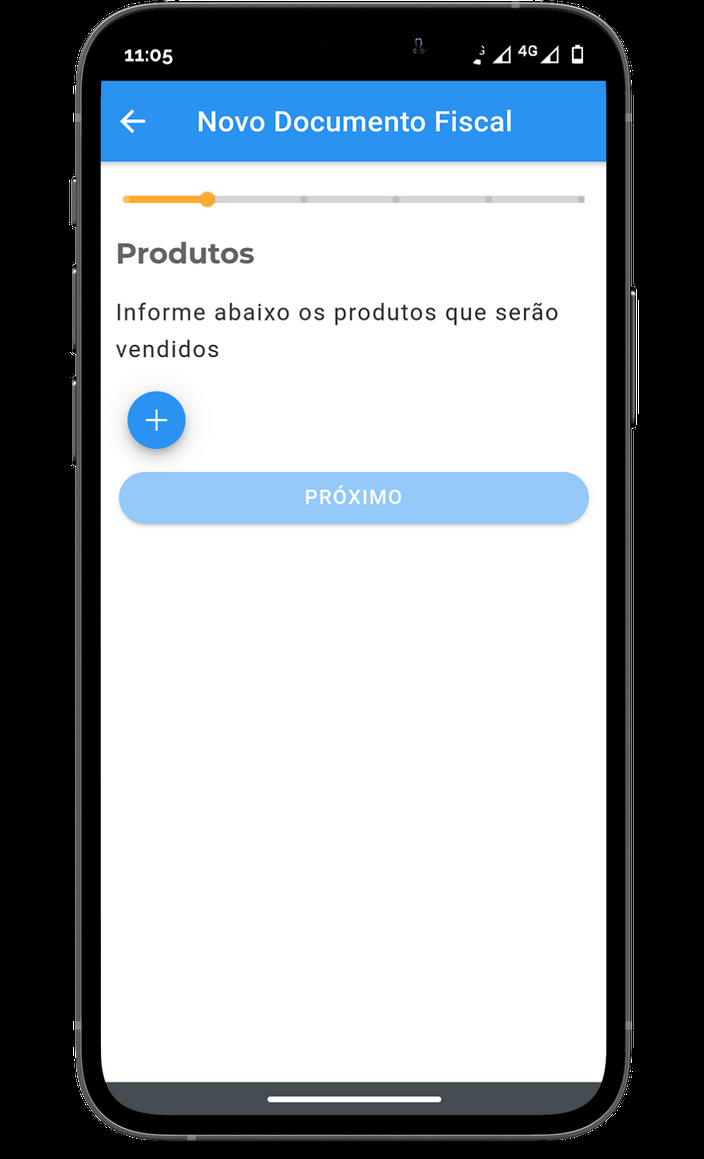 11:05
4G
Novo Documento Fiscal
Produtos
Informe abaixo os produtos que serão
vendidos
PRÓXIMO